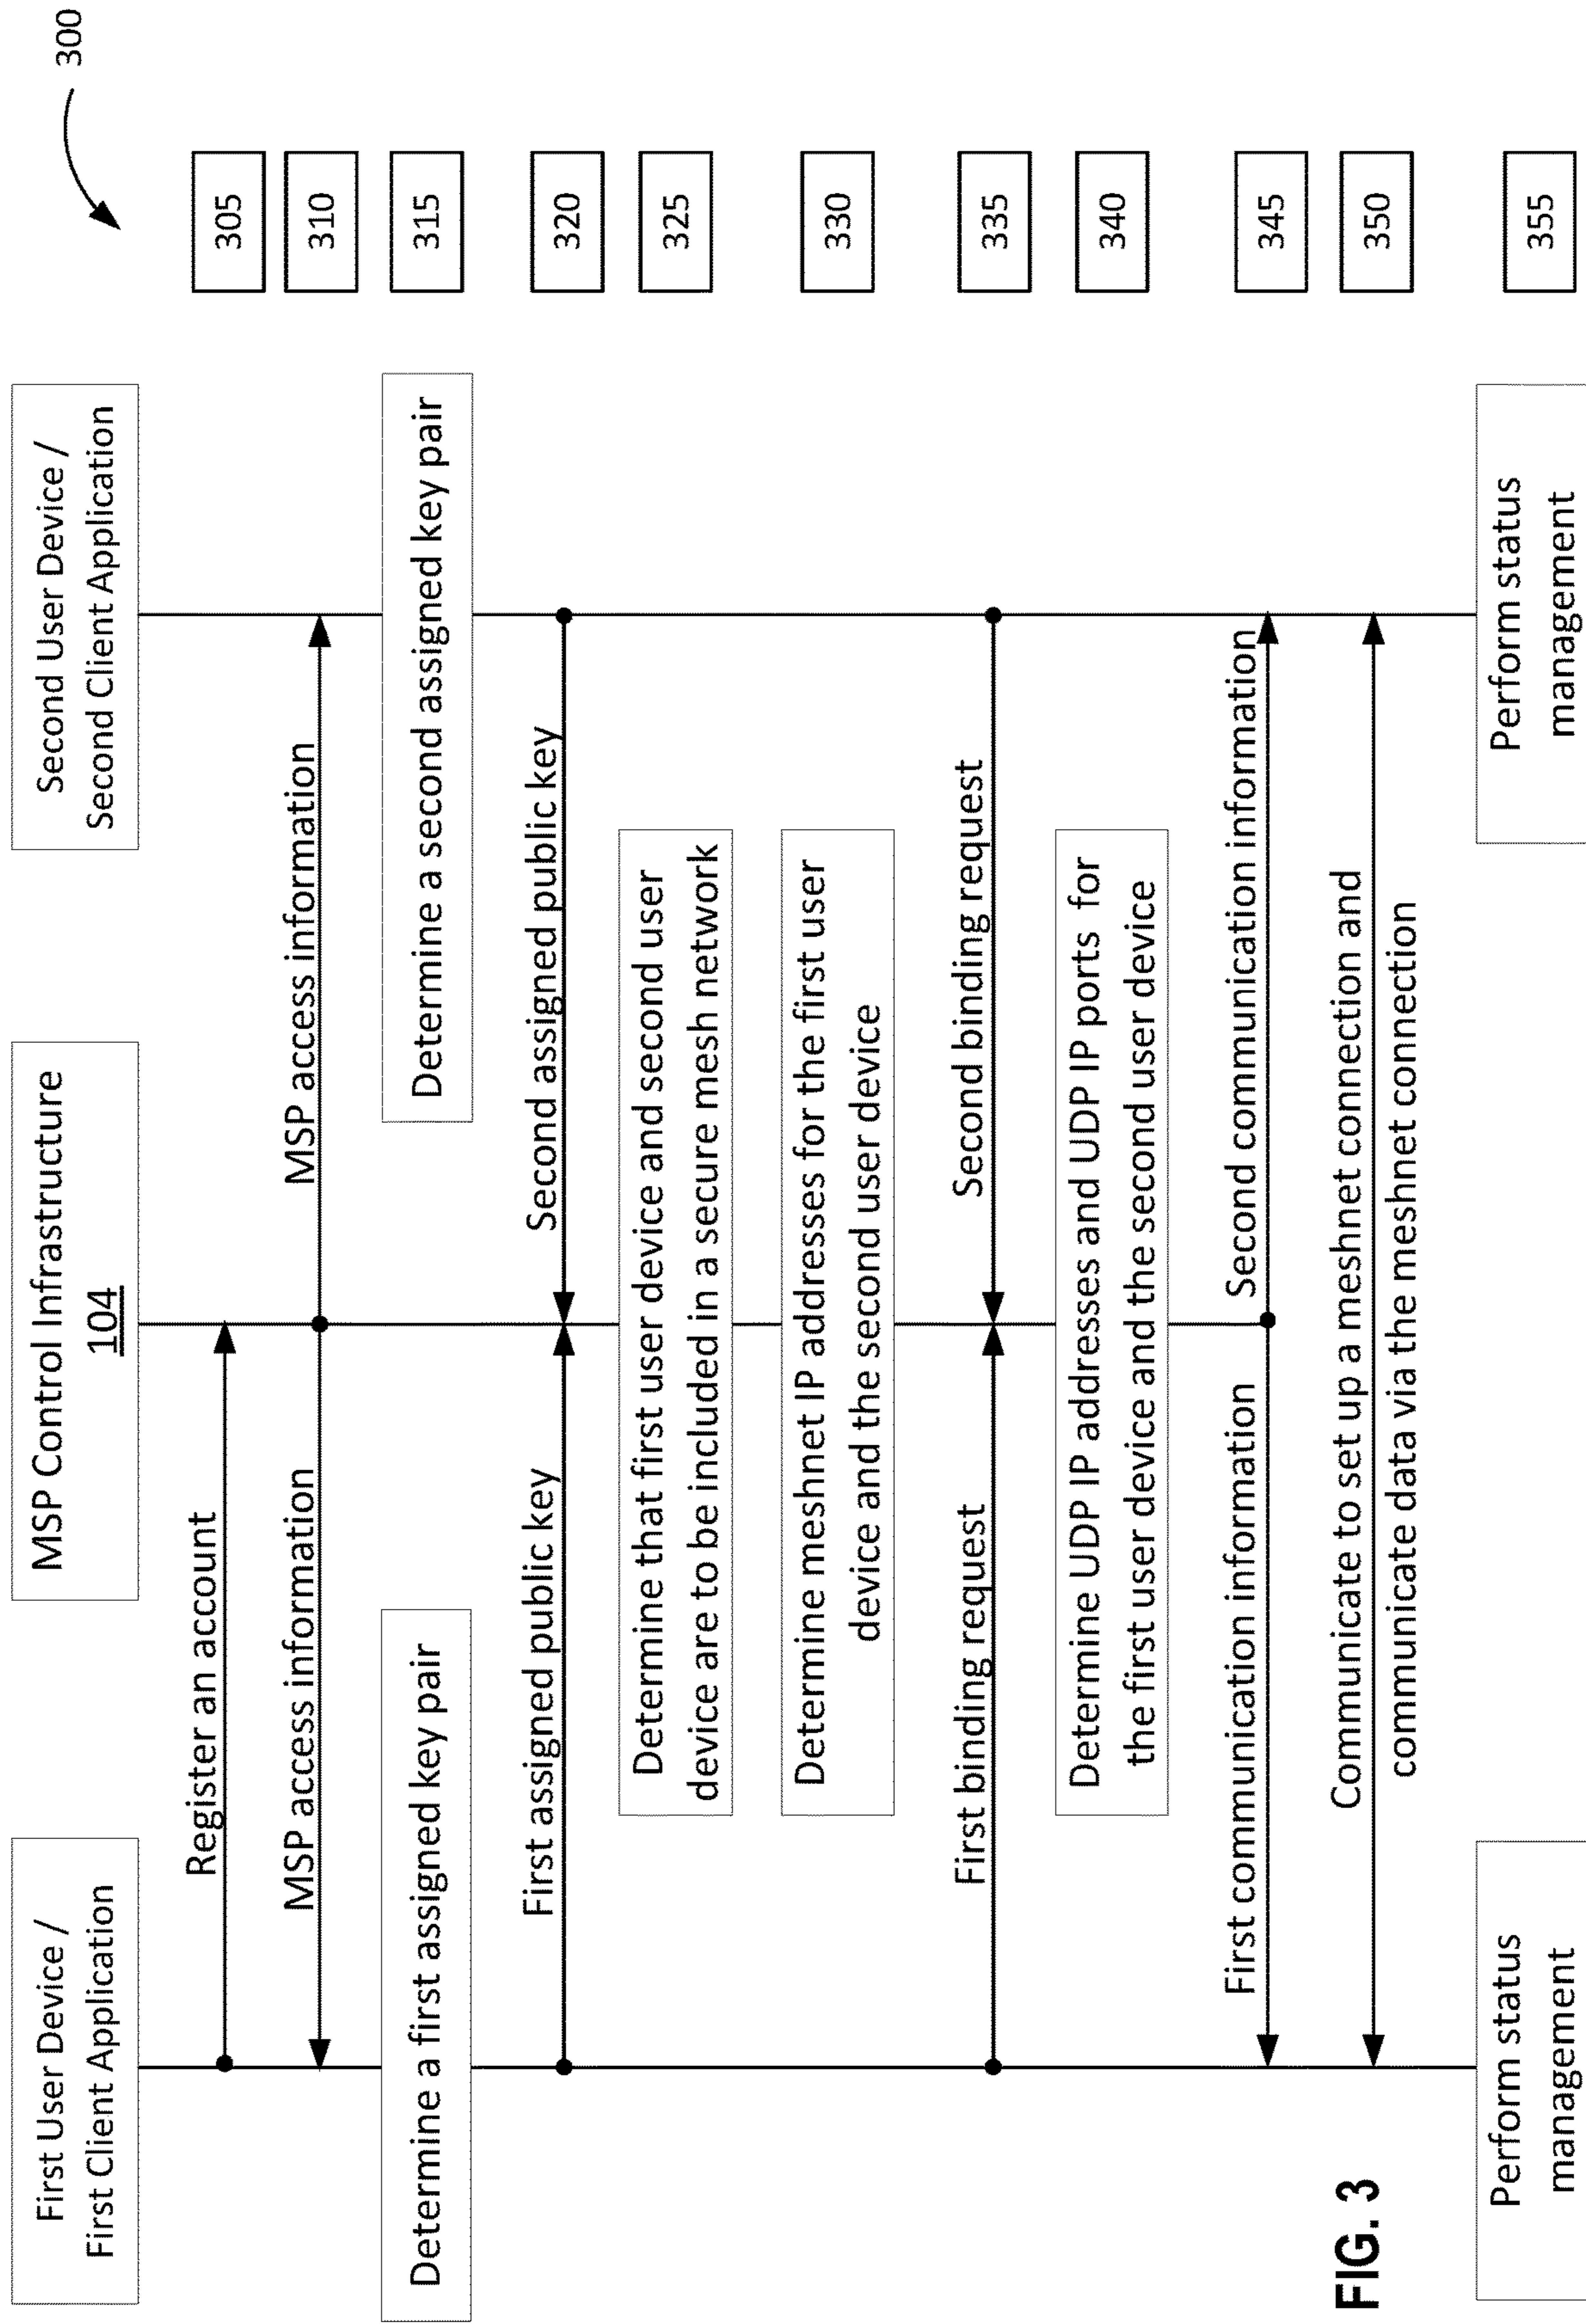 300
First User Device /
First Client Application
MSP Control Infrastructure
104
Second User Device /
Second Client Application
Register an account
305
MSP access information
MSP access information
310
Determine a first assigned key pair
Determine a second assigned key pair
315
First assigned public key
Second assigned public key
320
Determine that first user device and second user
device are to be included in a secure mesh network
325
Determine meshnet IP addresses for the first user
device and the second user device
330
First binding request
Second binding request
335
Determine UDP IP addresses and UDP IP ports for
the first user device and the second user device
340
First communication information
Second communication information
345
Communicate to set up a meshnet connection and
communicate data via the meshnet connection
350
Perform status
management
Perform status
management
355
FIG. 3